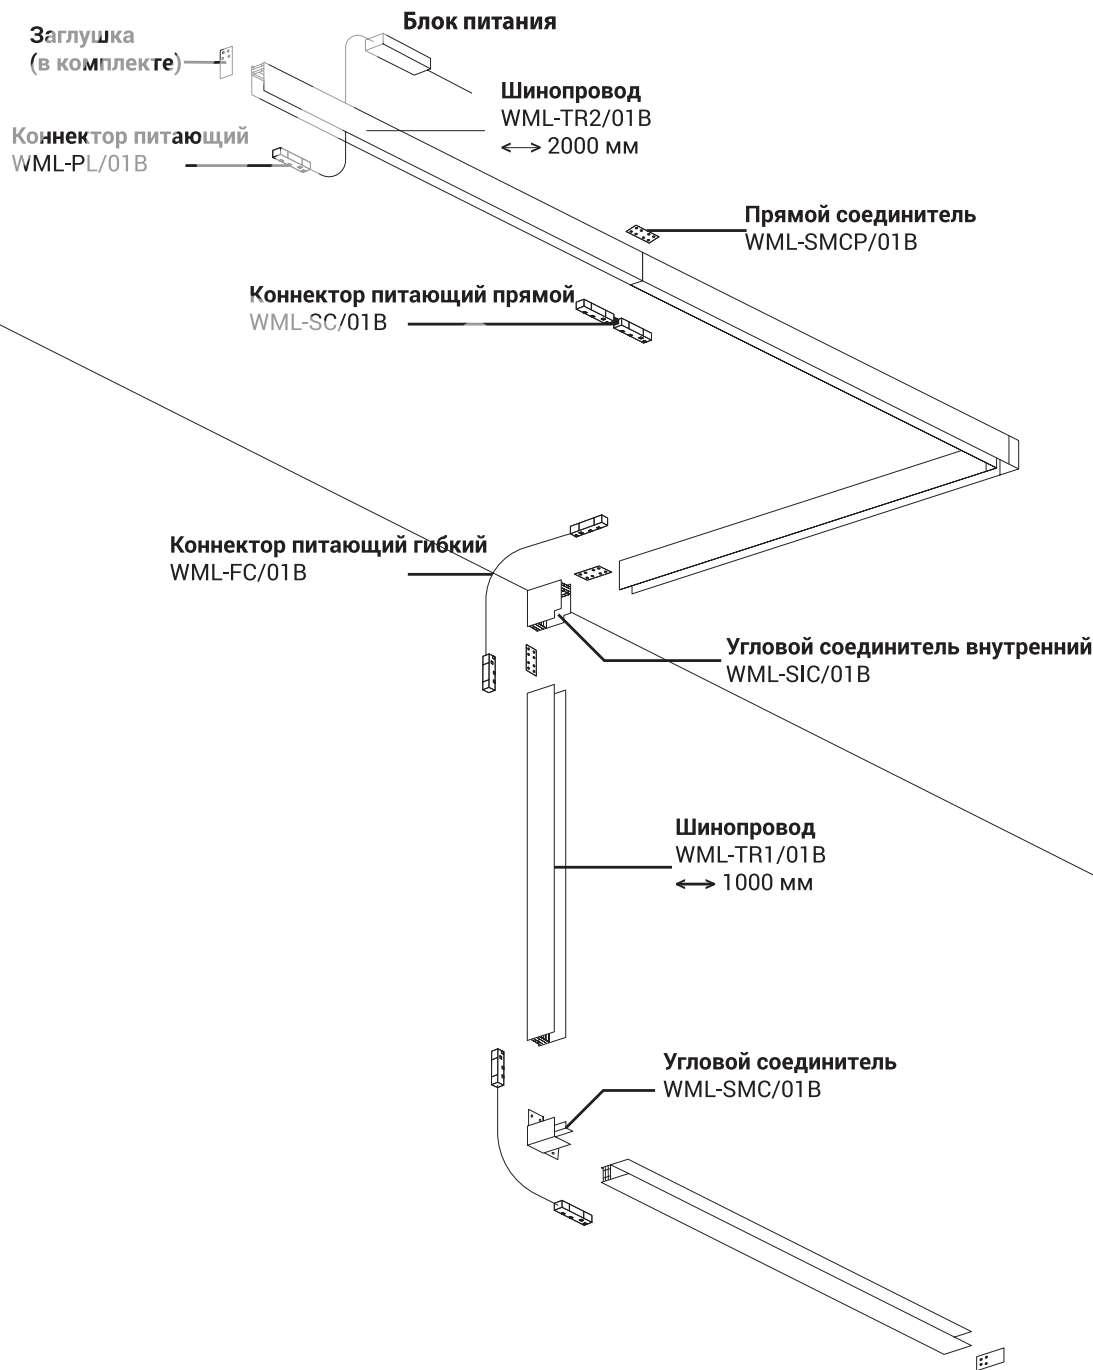 Блок питания
Заглушка
(в комплекте)
Шинопровод
WML-TR2/01B
2000 мм
Коннектор питающий
WML-PL/01B
Прямой соединитель
WML-SMCP/01B
Коннектор питающий прямой
WML-SC/01B
Коннектор питающий гибкий
WML-FC/01B
Угловой соединитель внутренний
WML-SIC/01B
Шинопровод
WML-TR1/01B
1000 мм
Угловой соединитель
WML-SMC/01B